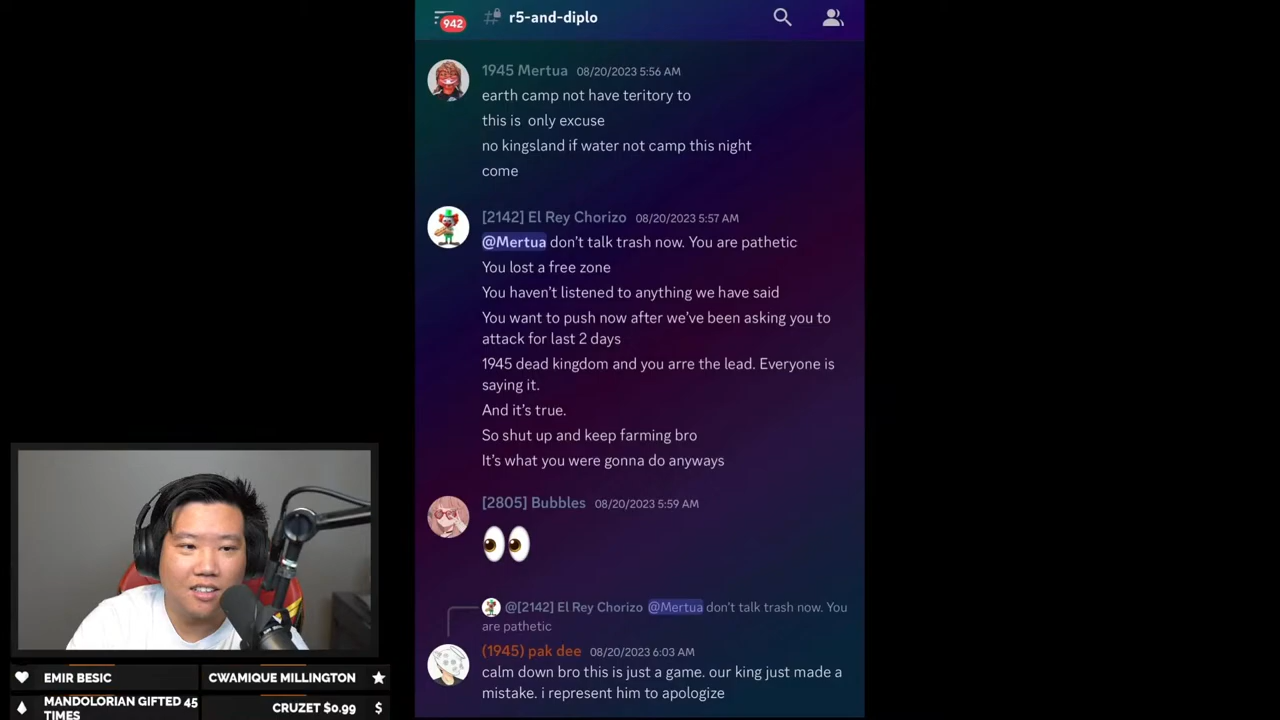 942
r5-and-diplo
1945 Mertua 08/20/2023 5:56 AM
earth camp not have teritory to
this is only excuse
no kingsland if water not camp this night
come
[2142] El Rey Chorizo 08/20/2023 5:57 AM
@Mertua don't talk trash now. You are pathetic
You lost a free zone
You haven't listened to anything we have said
You want to push now after we've been asking you to
attack for last 2 days
1945 dead kingdom and you arre the lead. Everyone is
saying it.
And it's true.
So shut up and keep farming bro
It's what you were gonna do anyways
[2805] Bubbles 08/20/2023 5:59 AM
@[2142] El Rey Chorizo @Mertua don't talk trash now. You
are pathetic
(1945) pak dee 08/20/2023 6:03 AM
calm down bro this is just a game. our king just made a
mistake. i represent him to apologize
EMIR BESIC
CWAMIQUE MILLINGTON
MANDOLORIAN GIFTED 45
TIMES
CRUZET $0.99 $